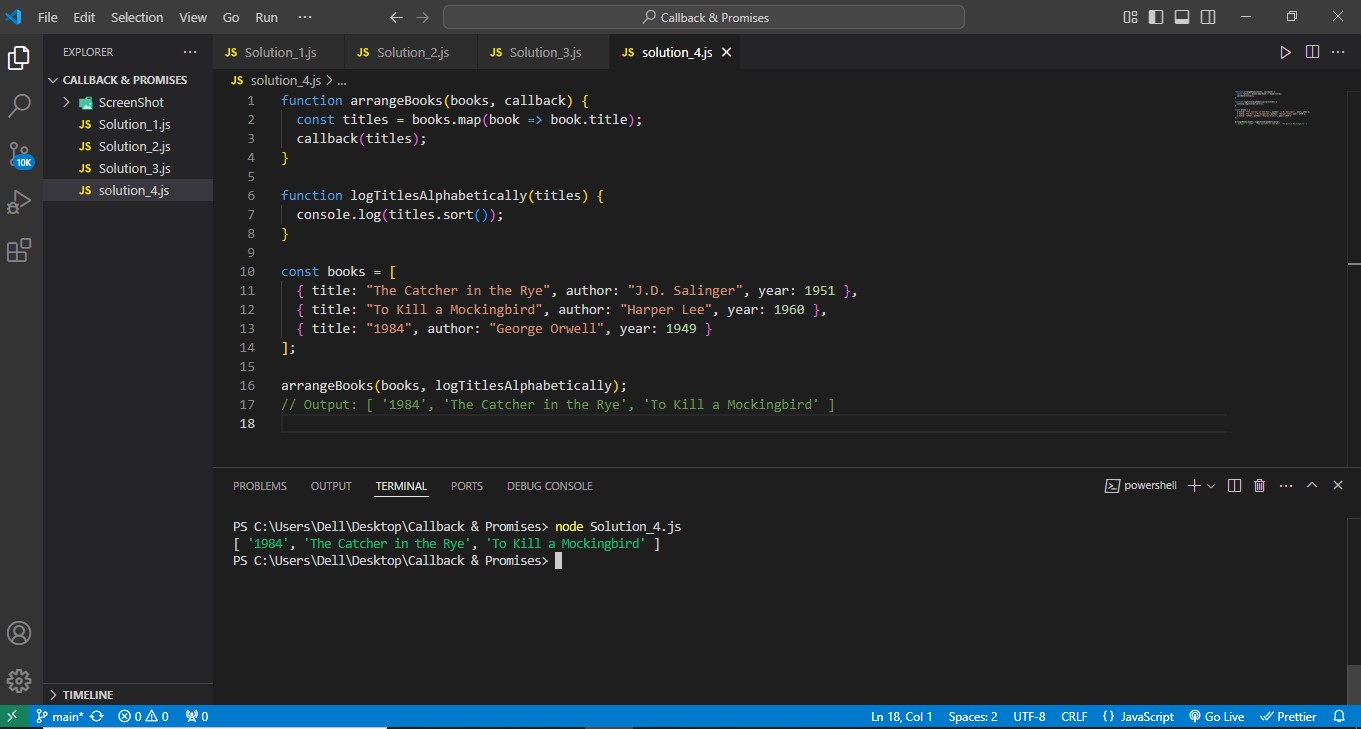 File Edit Selection View Go Run ··· Callback & Promises
EXPLORER ···
CALLBACK & PROMISES
ScreenShot
JS Solution_1.js
JS Solution_2.js
JS Solution_3.js
JS solution_4.js
10K
TIMELINE
JS Solution_1.js JS Solution_2.js JS Solution_3.js JS solution_4.js
JS solution_4.js > ...
1 function arrangeBooks(books, callback) {
2 const titles = books.map(book => book.title);
3 callback(titles);
4 }
5
6 function logTitlesAlphabetically(titles) {
7 console.log(titles.sort());
8 }
9
10 const books = [
11 { title: "The Catcher in the Rye", author: "J.D. Salinger", year: 1951 },
12 { title: "To Kill a Mockingbird", author: "Harper Lee", year: 1960 },
13 { title: "1984", author: "George Orwell", year: 1949 }
14 ];
15
16 arrangeBooks(books, logTitlesAlphabetically);
17 // Output: [ '1984', 'The Catcher in the Rye', 'To Kill a Mockingbird' ]
18
PROBLEMS OUTPUT TERMINAL PORTS DEBUG CONSOLE powershell
PS C:\Users\Dell\Desktop\Callback & Promises> node Solution_4.js
[ '1984', 'The Catcher in the Rye', 'To Kill a Mockingbird' ]
PS C:\Users\Dell\Desktop\Callback & Promises>
main* 0 0 0 Ln 18, Col 1 Spaces: 2 UTF-8 CRLF {} JavaScript Go Live Prettier